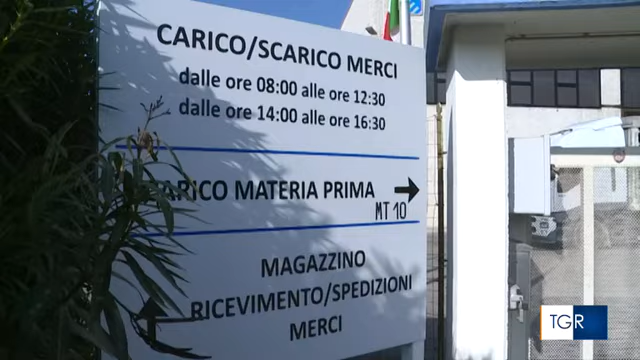 CARICO/SCARICO MERCI
dalle ore 08:00 alle ore 12:30
dalle ore 14:00 alle ore 16:30
ARICO MATERIA PRIMA
MT 10
MAGAZZINO
RICEVIMENTO/SPEDIZIONI
MERCI
TGR